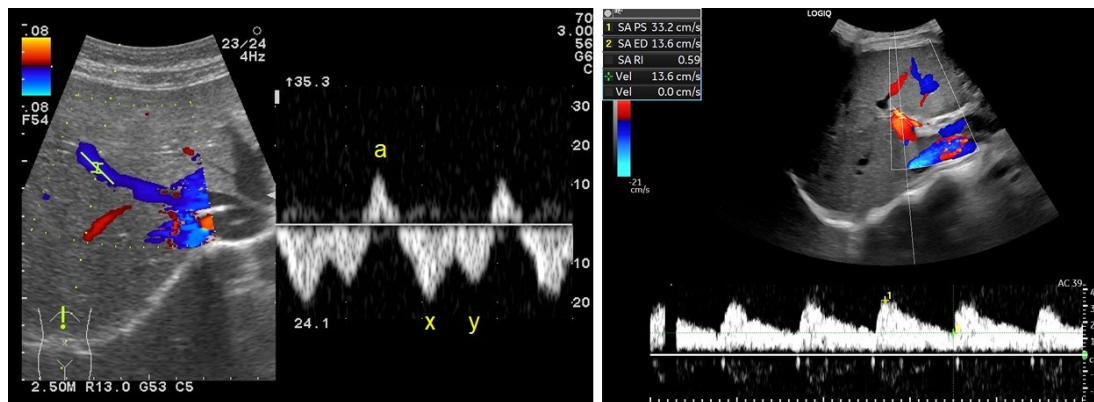 .08
.08
F54
23/24
4Hz
70
3.00
56
G6
C
↑35.3
30
20
10
10
20
24.1
a
x
y
A
!
2.50M R13.0 G53 C5
LOGIQ
1 SA PS 33.2 cm/s
2 SA ED 13.6 cm/s
SA RI 0.59
Vel 13.6 cm/s
Vel 0.0 cm/s
-21
cm/s
AC 39
1